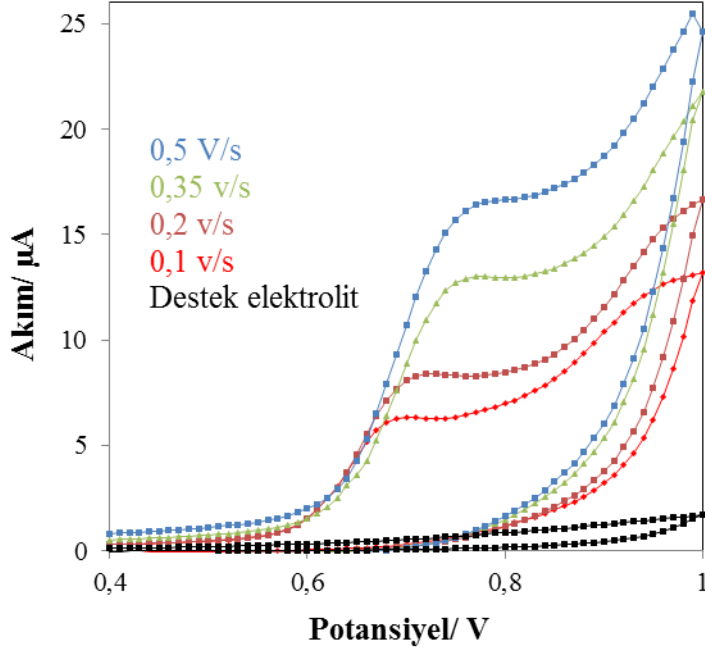 25
20
15
10
5
0
Akım/ µA
0,5 V/s
0,35 v/s
0,2 v/s
0,1 v/s
Destek elektrolit
0,4
0,6
0,8
1
Potansiyel/ V